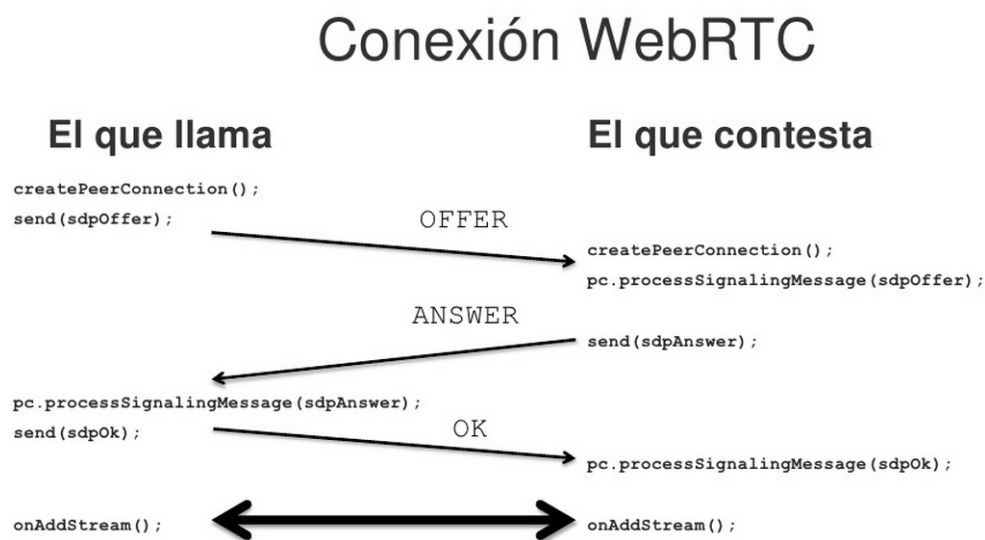 Conexión WebRTC
El que llama
El que contesta
createPeerConnection();
send(sdpOffer);
OFFER
createPeerConnection();
pc.processSignalingMessage(sdpOffer);
ANSWER
send(sdpAnswer);
pc.processSignalingMessage(sdpAnswer);
send(sdpOk);
OK
pc.processSignalingMessage(sdpOk);
onAddStream();
onAddStream();